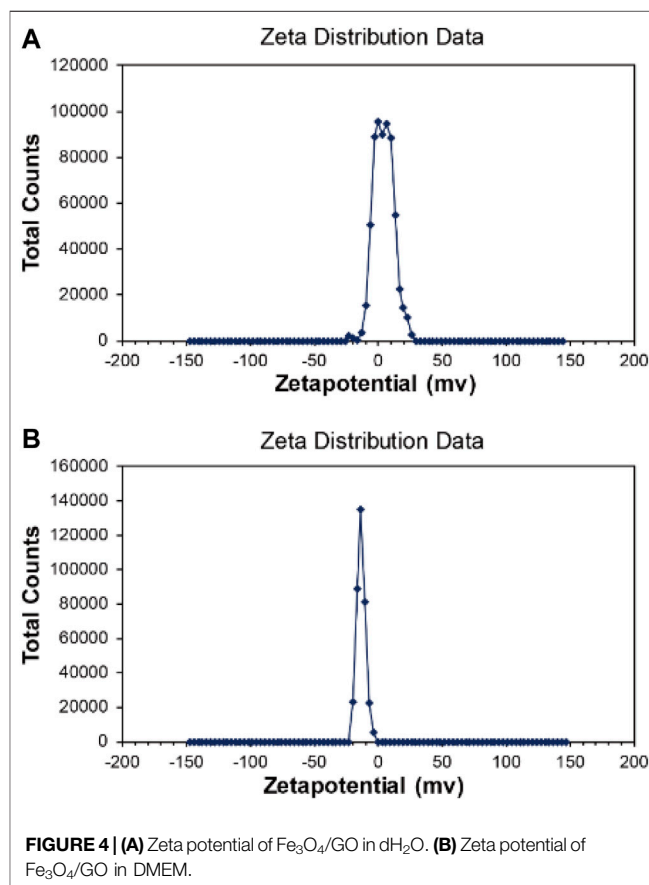 A
Zeta Distribution Data
120000
100000
80000
60000
40000
20000
0
Total Counts
-200 -150 -100 -50 0 50 100 150 200
Zetapotential (mv)
B
Zeta Distribution Data
160000
140000
120000
100000
80000
60000
40000
20000
0
Total Counts
-200 -150 -100 -50 0 50 100 150 200
Zetapotential (mv)
FIGURE 4 | (A) Zeta potential of Fe₃O₄/GO in dH₂O. (B) Zeta potential of
Fe₃O₄/GO in DMEM.